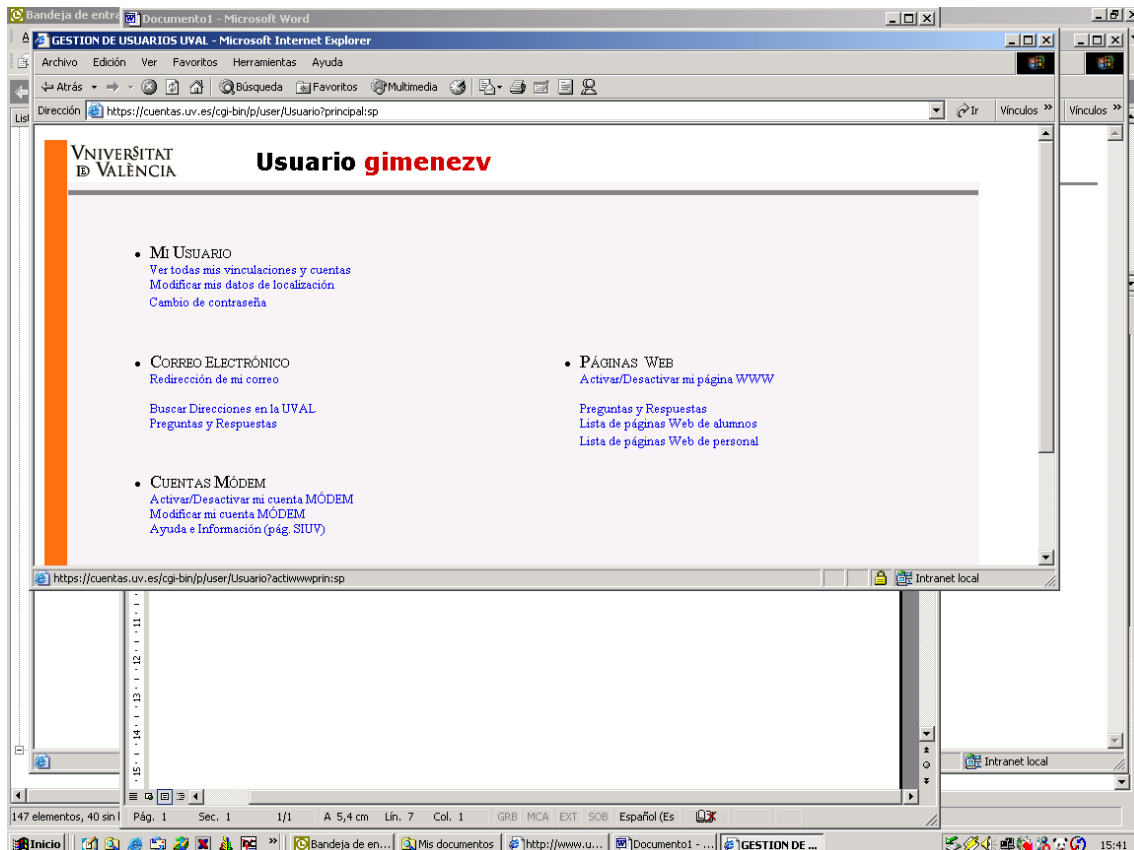 Bandeja de entra
Documento1 - Microsoft Word
GESTION DE USUARIOS UVAL - Microsoft Internet Explorer
Archivo Edición Ver Favoritos Herramientas Ayuda
Atrás Búsqueda Favoritos Multimedia
Dirección https://cuentas.uv.es/cgi-bin/p/user/Usuario?principal:sp Ir Vínculos » Vínculos »
VNIVERSITAT
ID VALÈNCIA
Usuario gimenezv
• MI USUARIO
Ver todas mis vinculaciones y cuentas
Modificar mis datos de localización
Cambio de contraseña
• CORREO ELECTRÓNICO
Redirección de mi correo
Buscar Direcciones en la UVAL
Preguntas y Respuestas
• PÁGINAS WEB
Activar/Desactivar mi página WWW
Preguntas y Respuestas
Lista de páginas Web de alumnos
Lista de páginas Web de personal
• CUENTAS MÓDEM
Activar/Desactivar mi cuenta MÓDEM
Modificar mi cuenta MÓDEM
Ayuda e Información (pág. SIUV)
https://cuentas.uv.es/cgi-bin/p/user/Usuario?actiwwwprin:sp Intranet local
11
12
13
14
15
Intranet local
147 elementos, 40 sin l
Pág. 1 Sec. 1 1/1 A 5,4 cm Lín. 7 Col. 1 GRB MCA EXT SOB Español (Es
Inicio » Bandeja de en... Mis documentos http://www.u... Documento1 - ... GESTION DE ... 15:41